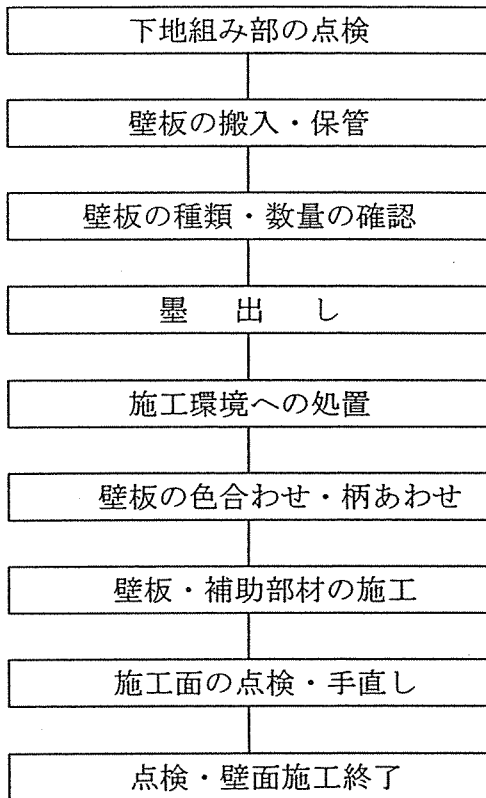 下地組み部の点検
壁板の搬入・保管
壁板の種類・数量の確認
墨　出　し
施工環境への処置
壁板の色合わせ・柄あわせ
壁板・補助部材の施工
施工面の点検・手直し
点検・壁面施工終了